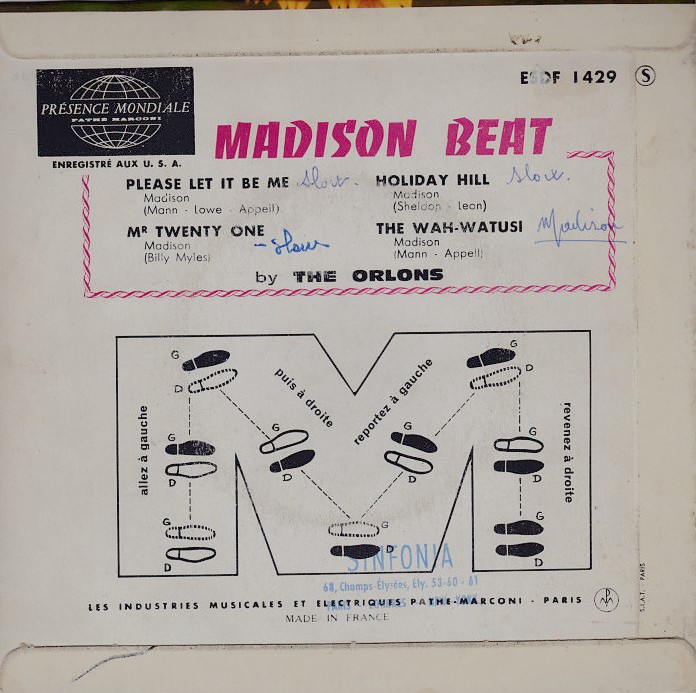 ESDF 1429 S
PRÉSENCE MONDIALE
PATHÉ MARCONI
ENREGISTRÉ AUX U. S. A.
MADISON BEAT
PLEASE LET IT BE ME Slow.
Madison
(Mann - Lowe - Appell)
HOLIDAY HILL Slow.
Madison
(Sheldon - Leon)
MR TWENTY ONE
Madison - Slow
(Billy Myles)
THE WAH-WATUSI Madison
Madison
(Mann - Appell)
by THE ORLONS
G
D
allez à gauche
G
D
G
D
puis à droite
G
D
G
D
reportez à gauche
G
D
G
D
revenez à droite
G
D
G
D
SINFONIA
68, Champs-Élysées, Ély. 53-60 - 61
LES INDUSTRIES MUSICALES ET ELECTRIQUES PATHE-MARCONI - PARIS
MADE IN FRANCE
S.I.A.T. PARIS